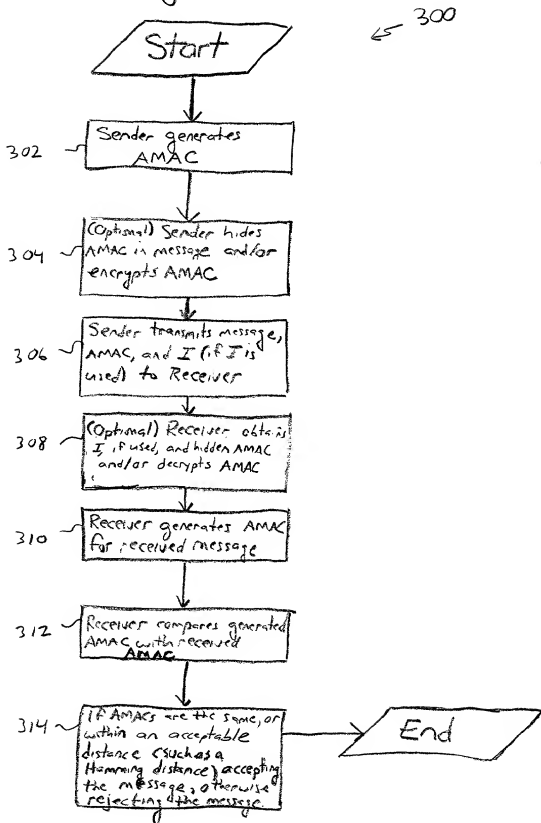 300
Start
302
Sender generates
AMAC
304
(Optional) Sender hides
AMAC in message and/or
encrypts AMAC
306
Sender transmits message,
AMAC, and I (if I is
used) to Receiver
308
(Optional) Receiver obtains
I, if used, and hidden AMAC
and/or decrypts AMAC
310
Receiver generates AMAC
for received message
312
Receiver compares generated
AMAC with received
AMAC
314
If AMACs are the same, or
within an acceptable
distance (such as a
Hamming distance) accepting
the message, otherwise
rejecting the message.
End